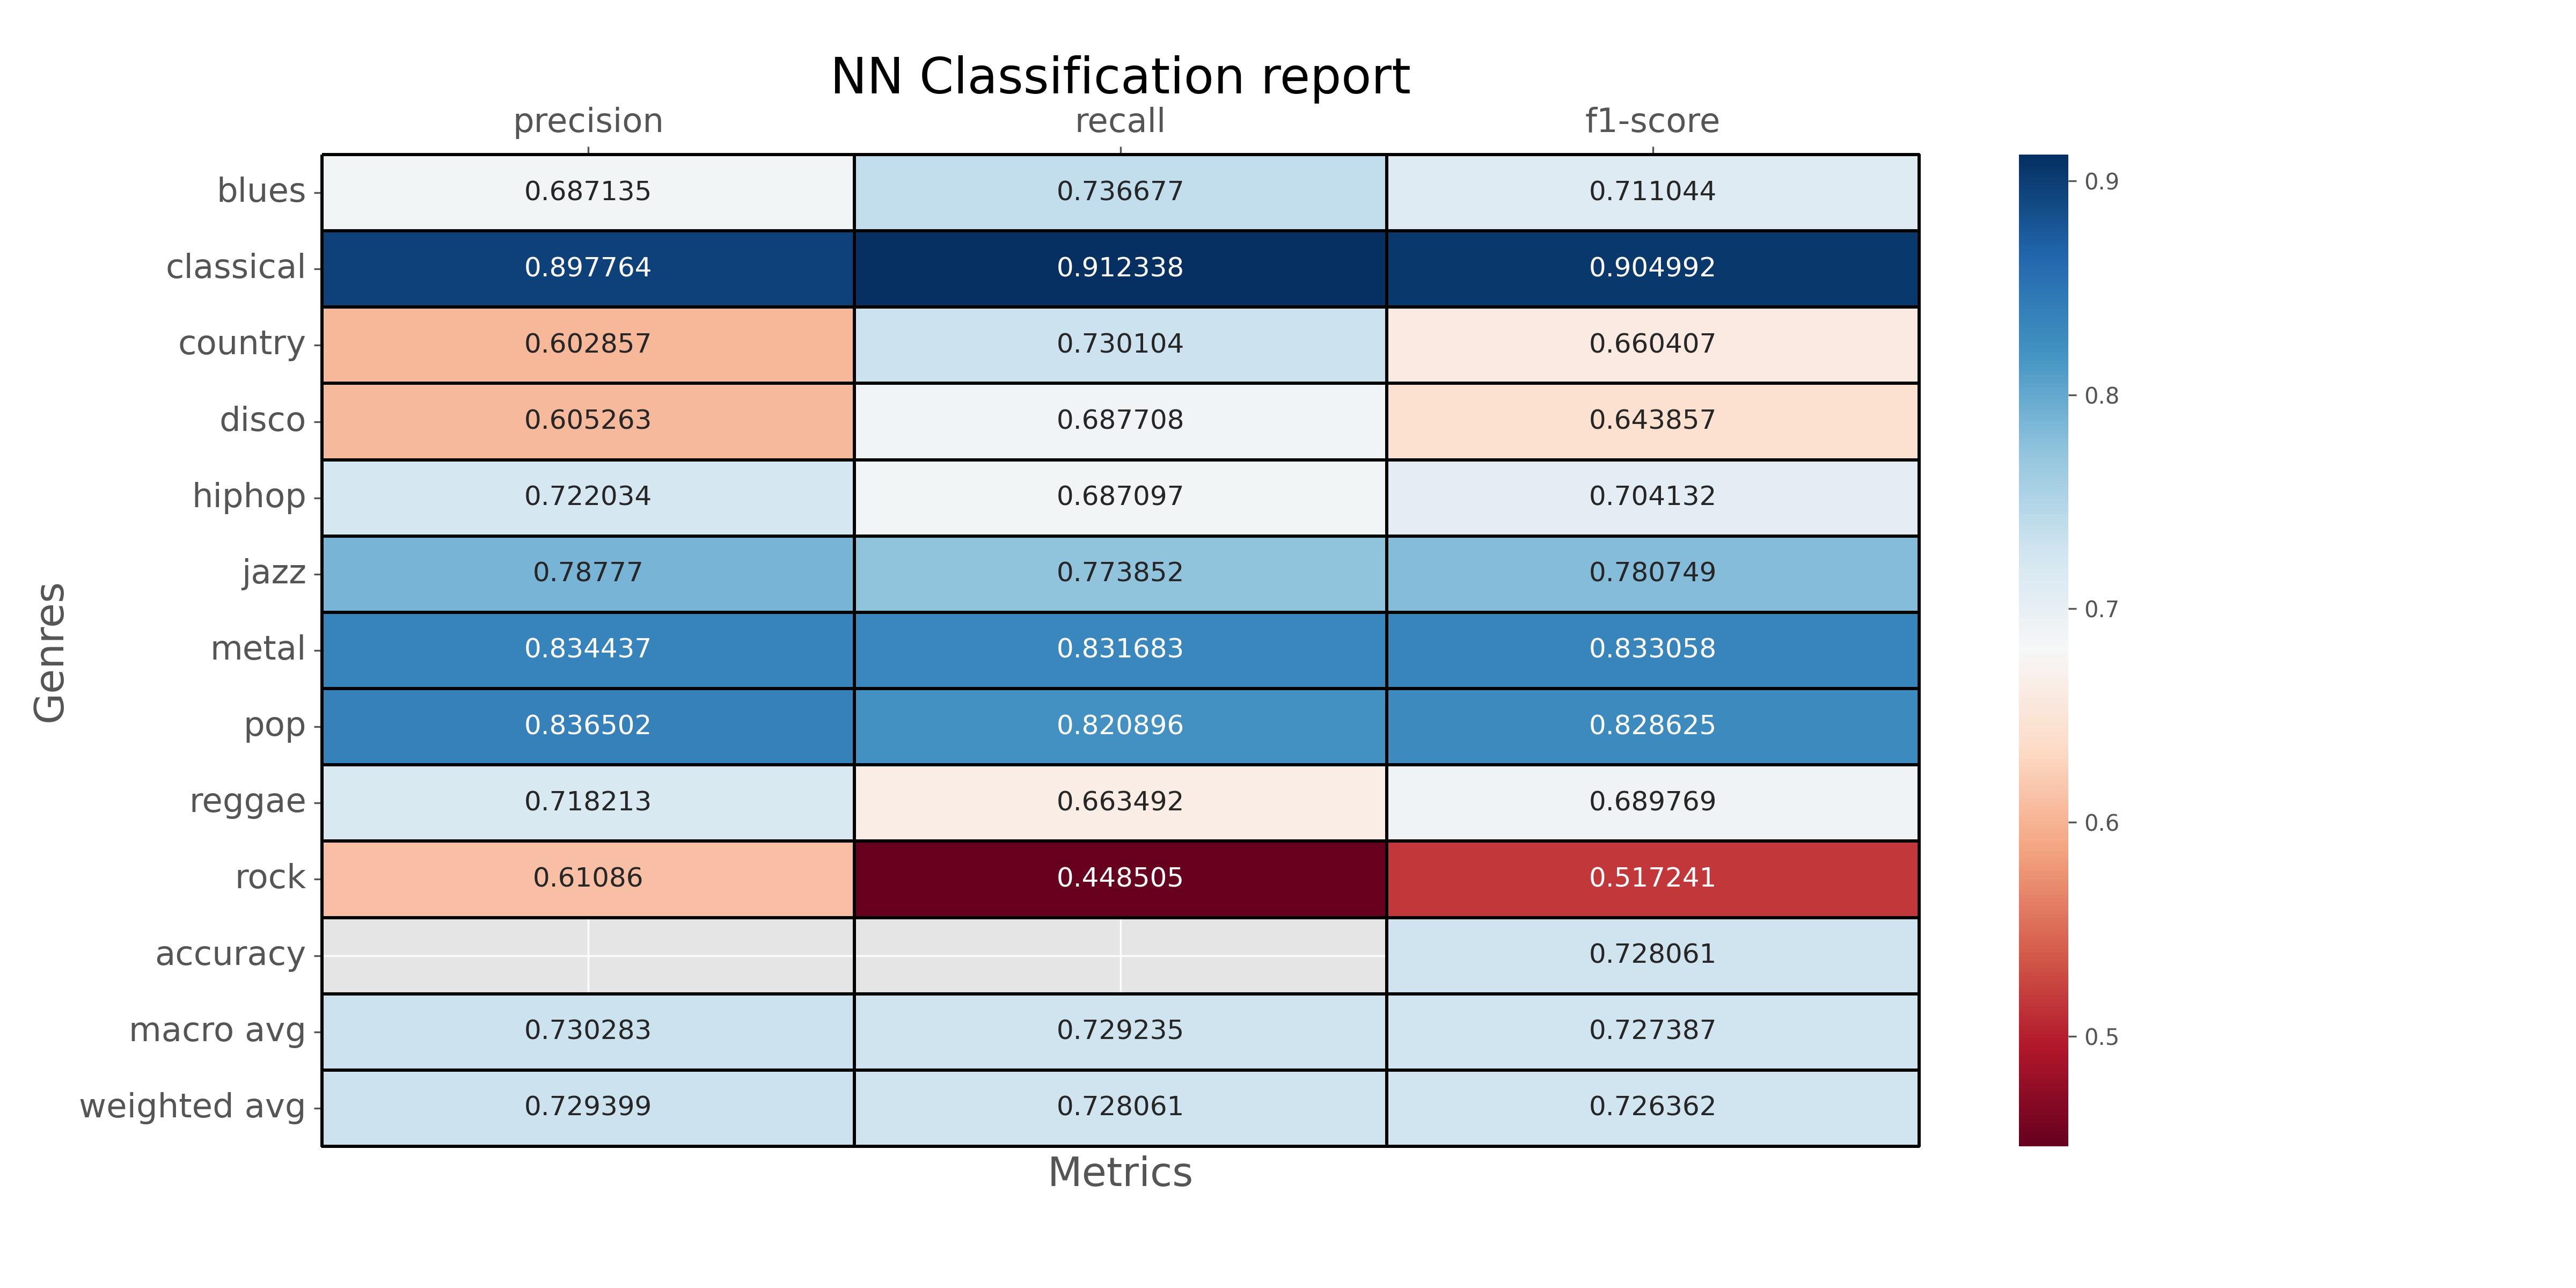 NN Classification report
precision recall f1-score
blues 0.687135 0.736677 0.711044
classical 0.897764 0.912338 0.904992
country 0.602857 0.730104 0.660407
disco 0.605263 0.687708 0.643857
hiphop 0.722034 0.687097 0.704132
jazz 0.78777 0.773852 0.780749
metal 0.834437 0.831683 0.833058
pop 0.836502 0.820896 0.828625
reggae 0.718213 0.663492 0.689769
rock 0.61086 0.448505 0.517241
accuracy 0.728061
macro avg 0.730283 0.729235 0.727387
weighted avg 0.729399 0.728061 0.726362
Genres
Metrics
0.9
0.8
0.7
0.6
0.5